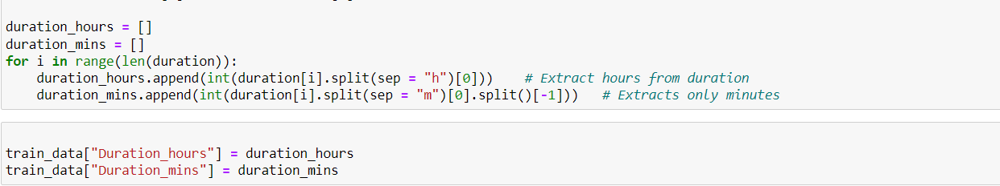 duration_hours = []
duration_mins = []
for i in range(len(duration)):
    duration_hours.append(int(duration[i].split(sep = "h")[0]))    # Extract hours from duration
    duration_mins.append(int(duration[i].split(sep = "m")[0].split()[-1]))   # Extracts only minutes
train_data["Duration_hours"] = duration_hours
train_data["Duration_mins"] = duration_mins